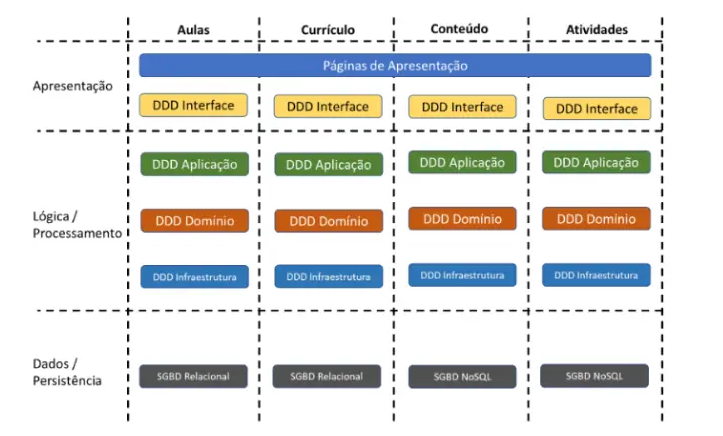 Aulas Currículo Conteúdo Atividades
Páginas de Apresentação
Apresentação
DDD Interface DDD Interface DDD Interface DDD Interface
DDD Aplicação DDD Aplicação DDD Aplicação DDD Aplicação
Lógica /
Processamento
DDD Domínio DDD Domínio DDD Domínio DDD Domínio
DDD Infraestrutura DDD Infraestrutura DDD Infraestrutura DDD Infraestrutura
Dados /
Persistência
SGBD Relacional SGBD Relacional SGBD NoSQL SGBD NoSQL